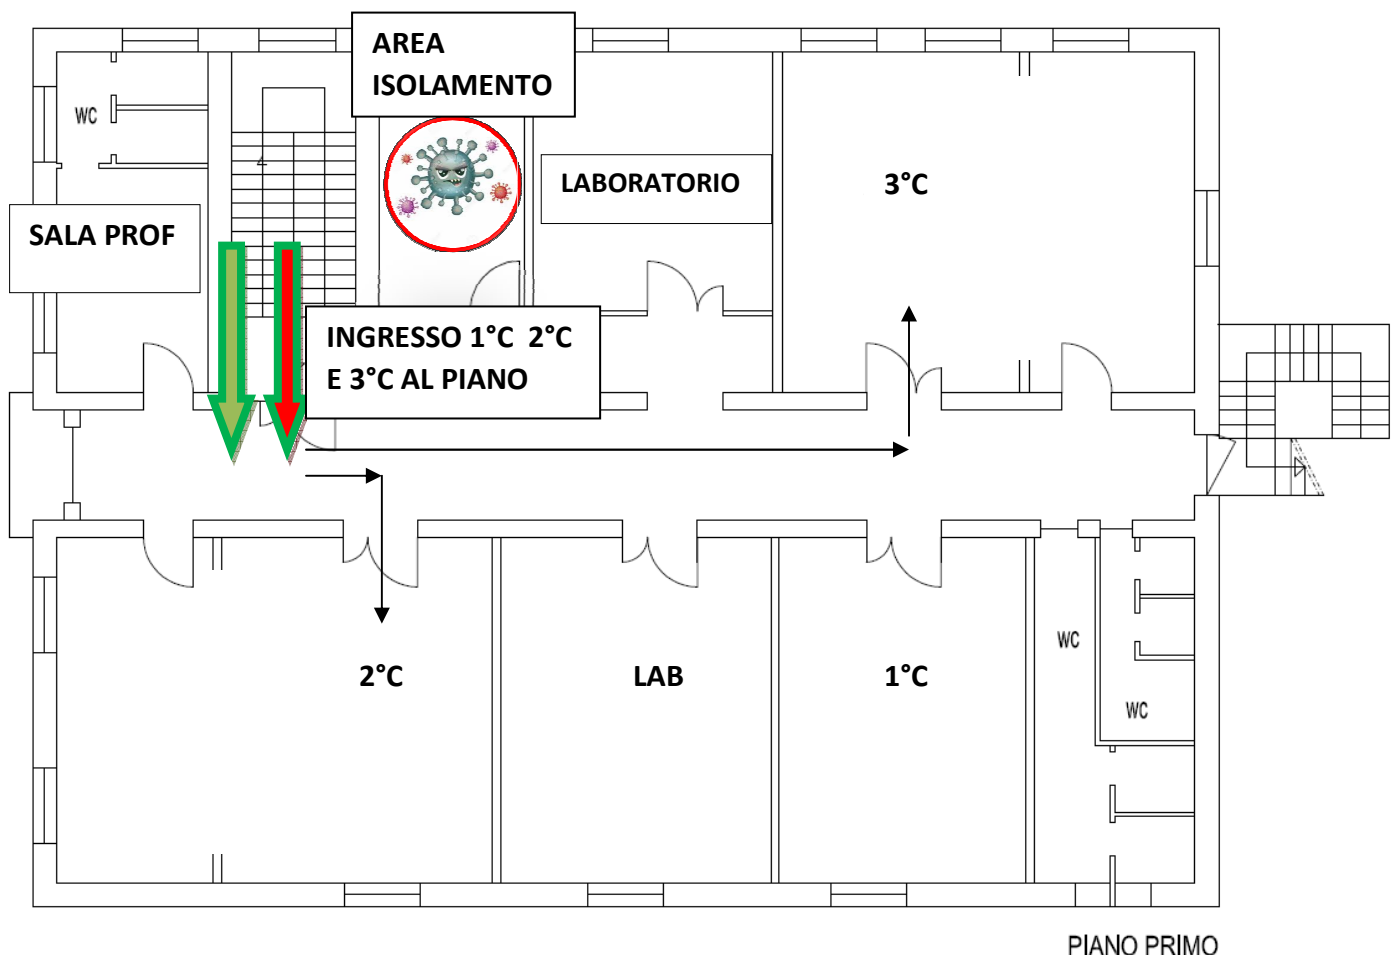 AREA
ISOLAMENTO
WC
LABORATORIO
3°C
SALA PROF
INGRESSO 1°C 2°C
E 3°C AL PIANO
WC
2°C
LAB
1°C
WC
PIANO PRIMO